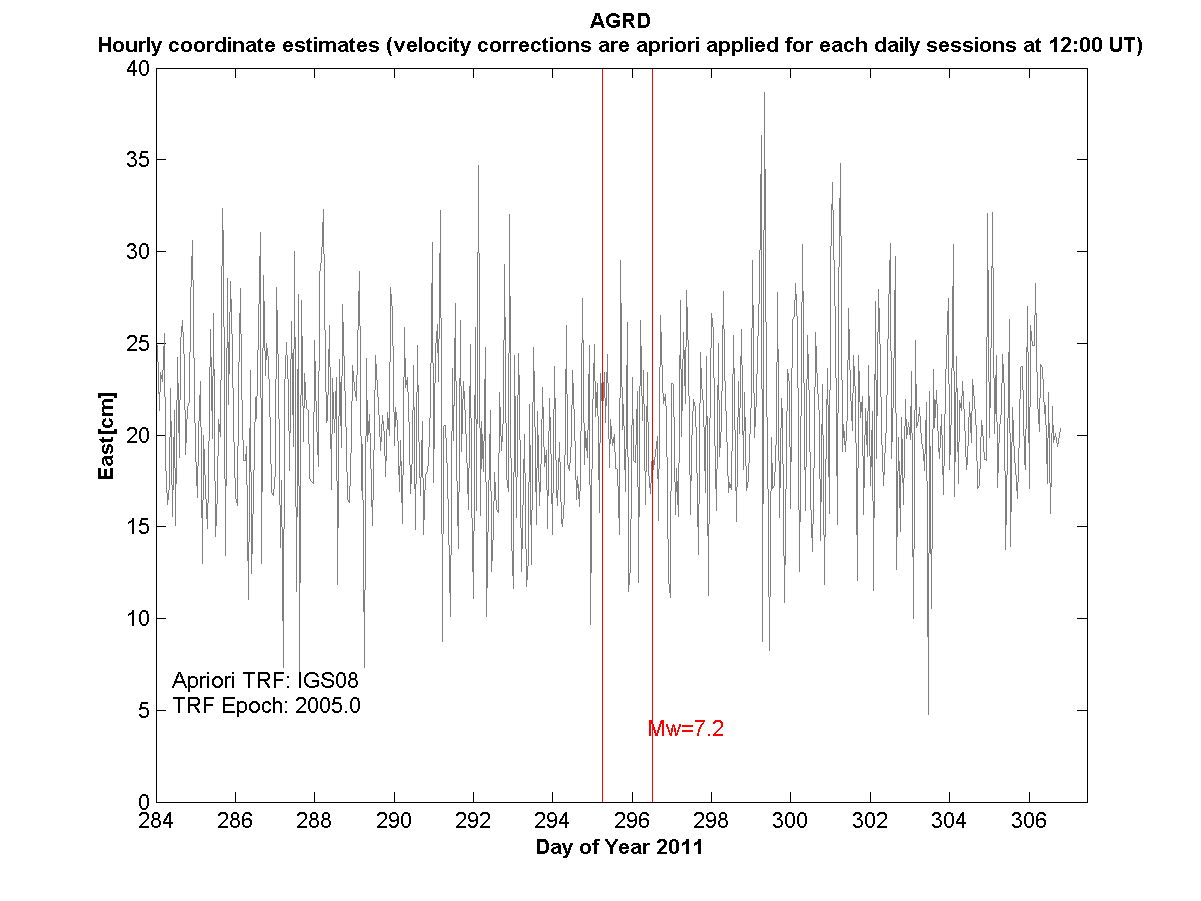 AGRD
Hourly coordinate estimates (velocity corrections are apriori applied for each daily sessions at 12:00 UT)
40
35
30
25
20
15
10
5
0
East[cm]
Apriori TRF: IGS08
TRF Epoch: 2005.0
Mw=7.2
284 286 288 290 292 294 296 298 300 302 304 306
Day of Year 2011